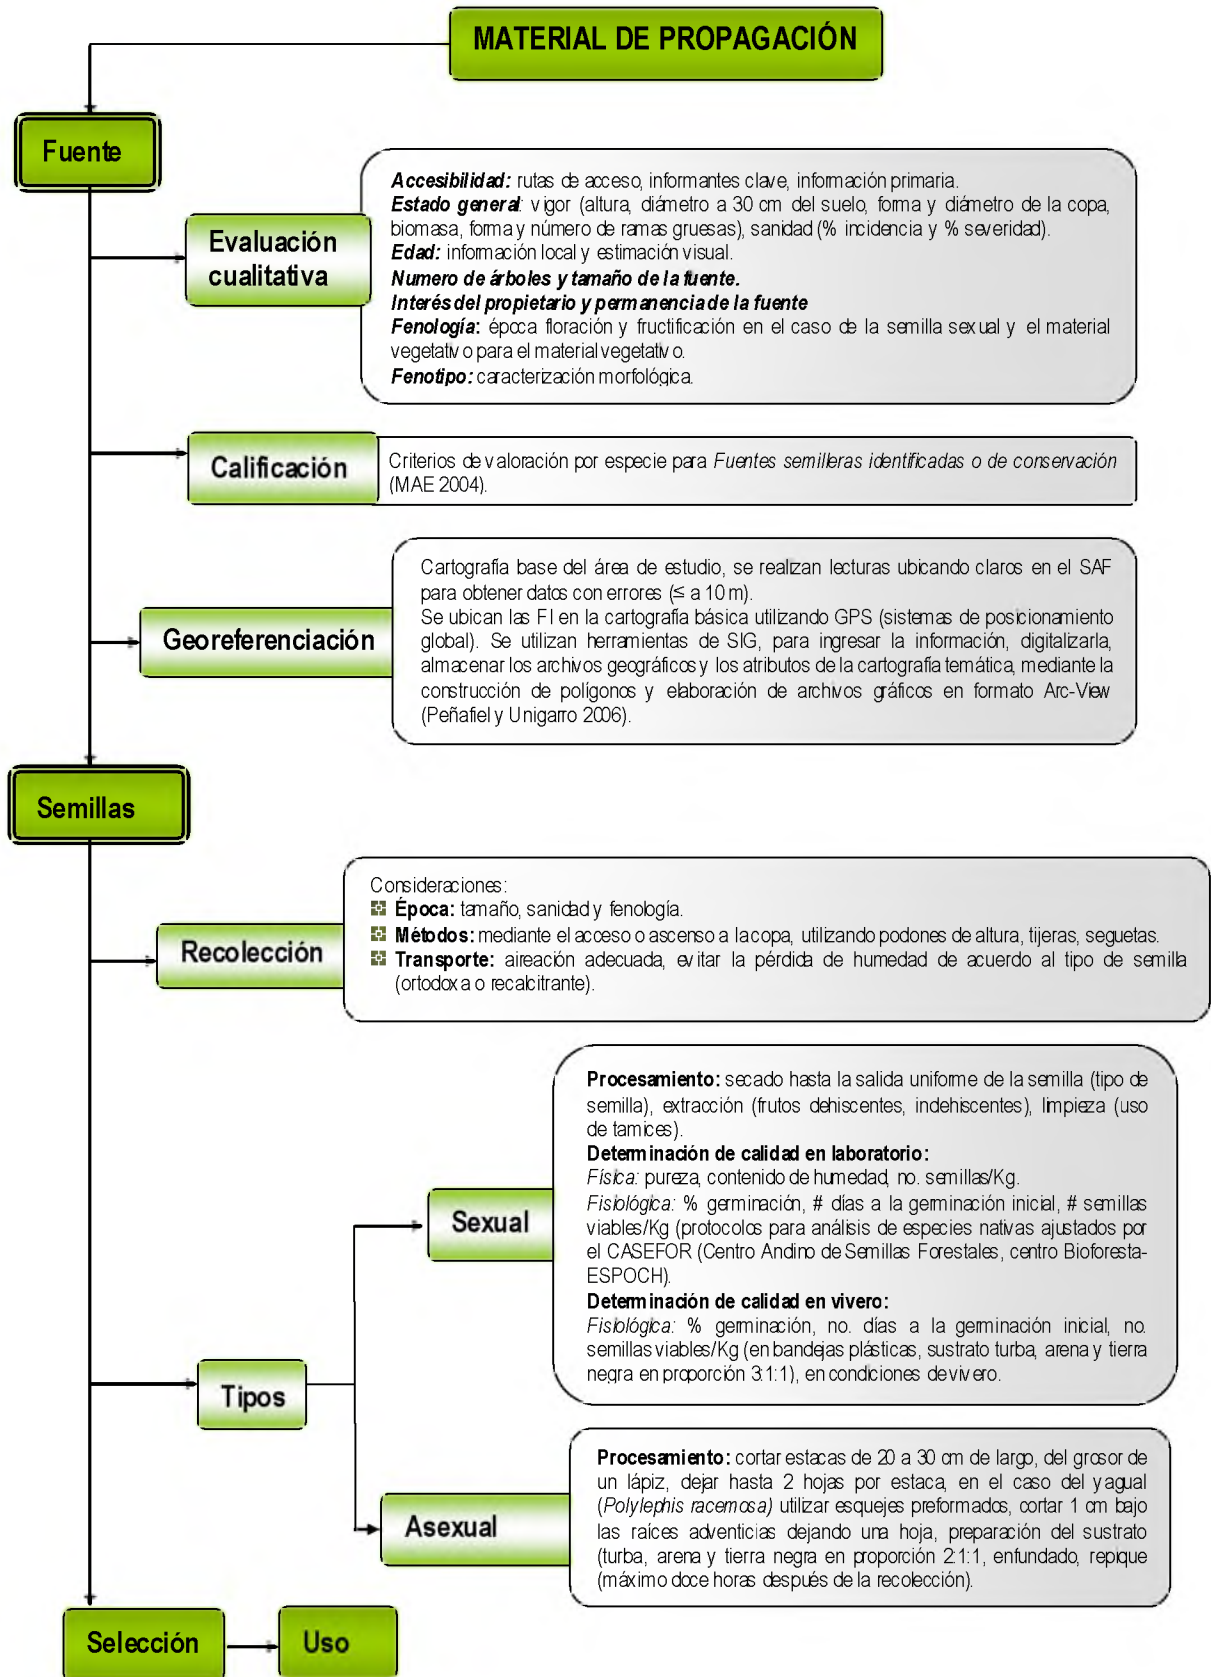 MATERIAL DE PROPAGACIÓN
Fuente
Evaluación
cualitativa
Accesibilidad: rutas de acceso, informantes clave, información primaria.
Estado general: vigor (altura, diámetro a 30 cm del suelo, forma y diámetro de la copa,
biomasa, forma y número de ramas gruesas), sanidad (% incidencia y % severidad).
Edad: información local y estimación visual.
Numero de árboles y tamaño de la fuente.
Interés del propietario y permanencia de la fuente
Fenología: época floración y fructificación en el caso de la semilla sexual y el material
vegetativo para el material vegetativo.
Fenotipo: caracterización morfológica.
Calificación
Criterios de valoración por especie para Fuentes semilleras identificadas o de conservación
(MAE 2004).
Georeferenciación
Cartografía base del área de estudio, se realizan lecturas ubicando claros en el SAF
para obtener datos con errores (≤ a 10 m).
Se ubican las FI en la cartografía básica utilizando GPS (sistemas de posicionamiento
global). Se utilizan herramientas de SIG, para ingresar la información, digitalizarla,
almacenar los archivos geográficos y los atributos de la cartografía temática, mediante la
construcción de polígonos y elaboración de archivos gráficos en formato Arc-View
(Peñafiel y Unigarro 2006).
Semillas
Recolección
Consideraciones:
Época: tamaño, sanidad y fenología.
Métodos: mediante el acceso o ascenso a la copa, utilizando podones de altura, tijeras, seguetas.
Transporte: aireación adecuada, evitar la pérdida de humedad de acuerdo al tipo de semilla
(ortodoxa o recalcitrante).
Tipos
Sexual
Procesamiento: secado hasta la salida uniforme de la semilla (tipo de
semilla), extracción (frutos dehiscentes, indehiscentes), limpieza (uso
de tamices).
Determinación de calidad en laboratorio:
Física: pureza, contenido de humedad, no. semillas/Kg.
Fisiológica: % germinación, # días a la germinación inicial, # semillas
viables/Kg (protocolos para análisis de especies nativas ajustados por
el CASEFOR (Centro Andino de Semillas Forestales, centro Bioforesta-
ESPOCH).
Determinación de calidad en vivero:
Fisiológica: % germinación, no. días a la germinación inicial, no.
semillas viables/Kg (en bandejas plásticas, sustrato turba, arena y tierra
negra en proporción 3:1:1), en condiciones de vivero.
Asexual
Procesamiento: cortar estacas de 20 a 30 cm de largo, del grosor de
un lápiz, dejar hasta 2 hojas por estaca, en el caso del yagual
(Polylephis racemosa) utilizar esquejes preformados, cortar 1 cm bajo
las raíces adventicias dejando una hoja, preparación del sustrato
(turba, arena y tierra negra en proporción 2:1:1, enfundado, repique
(máximo doce horas después de la recolección).
Selección
Uso